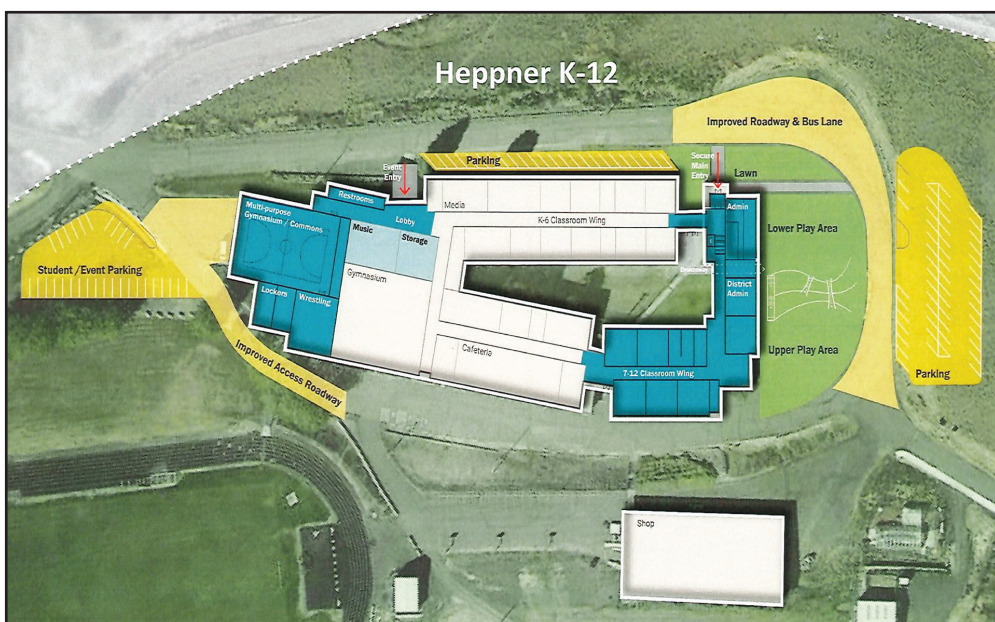 Heppner K-12
Improved Roadway & Bus Lane
Parking
Event
Entry
Secure
Main
Entry
Lawn
Restrooms
Multi-purpose
Gymnasium / Commons
Lobby
Media
K-6 Classroom Wing
Admin
Music
Storage
Lower Play Area
Student /Event Parking
Gymnasium
District
Admin
Lockers
Wrestling
Improved Access Roadway
Cafeteria
Upper Play Area
7-12 Classroom Wing
Parking
Shop